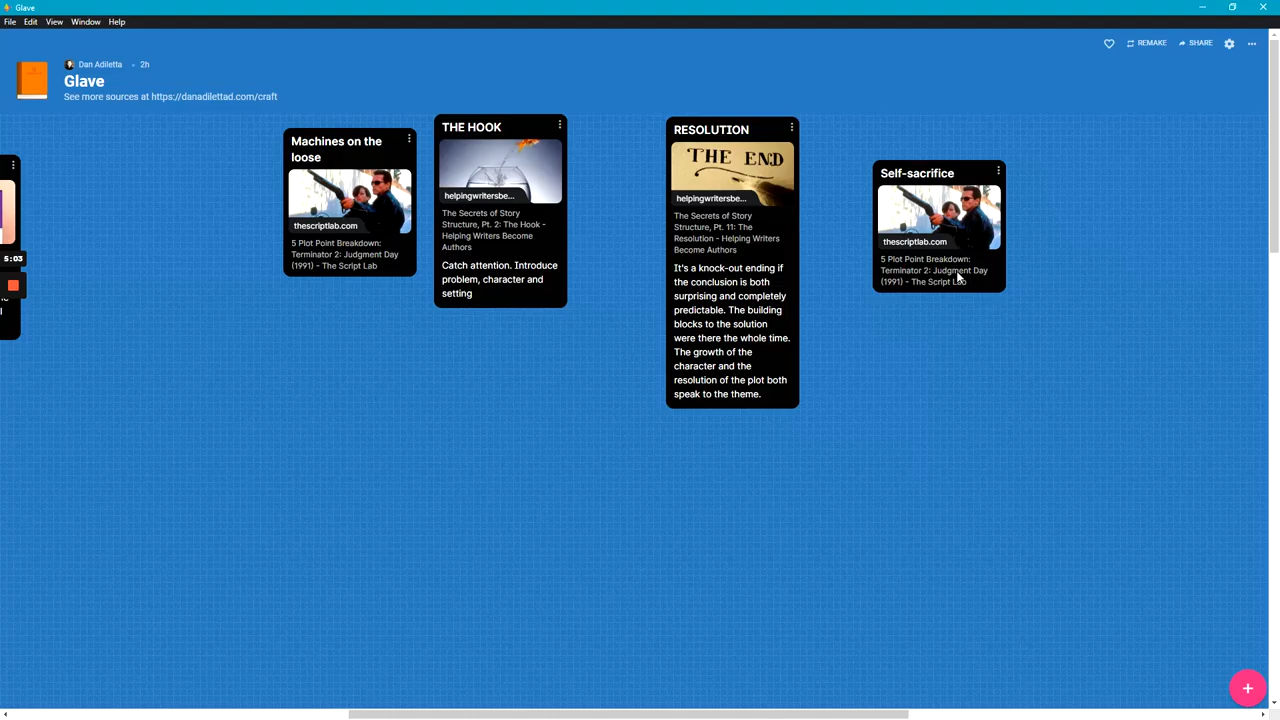 Glave
File Edit View Window Help
REMAKE SHARE
Dan Adiletta 2h
Glave
See more sources at https://danadilettad.com/craft
5:03
Machines on the
loose
thescriptlab.com
5 Plot Point Breakdown:
Terminator 2: Judgment Day
(1991) - The Script Lab
THE HOOK
helpingwritersbe...
The Secrets of Story
Structure, Pt. 2: The Hook -
Helping Writers Become
Authors
Catch attention. Introduce
problem, character and
setting
RESOLUTION
THE END
helpingwritersbe...
The Secrets of Story
Structure, Pt. 11: The
Resolution - Helping Writers
Become Authors
It's a knock-out ending if
the conclusion is both
surprising and completely
predictable. The building
blocks to the solution
were there the whole time.
The growth of the
character and the
resolution of the plot both
speak to the theme.
Self-sacrifice
thescriptlab.com
5 Plot Point Breakdown:
Terminator 2: Judgment Day
(1991) - The Script Lab